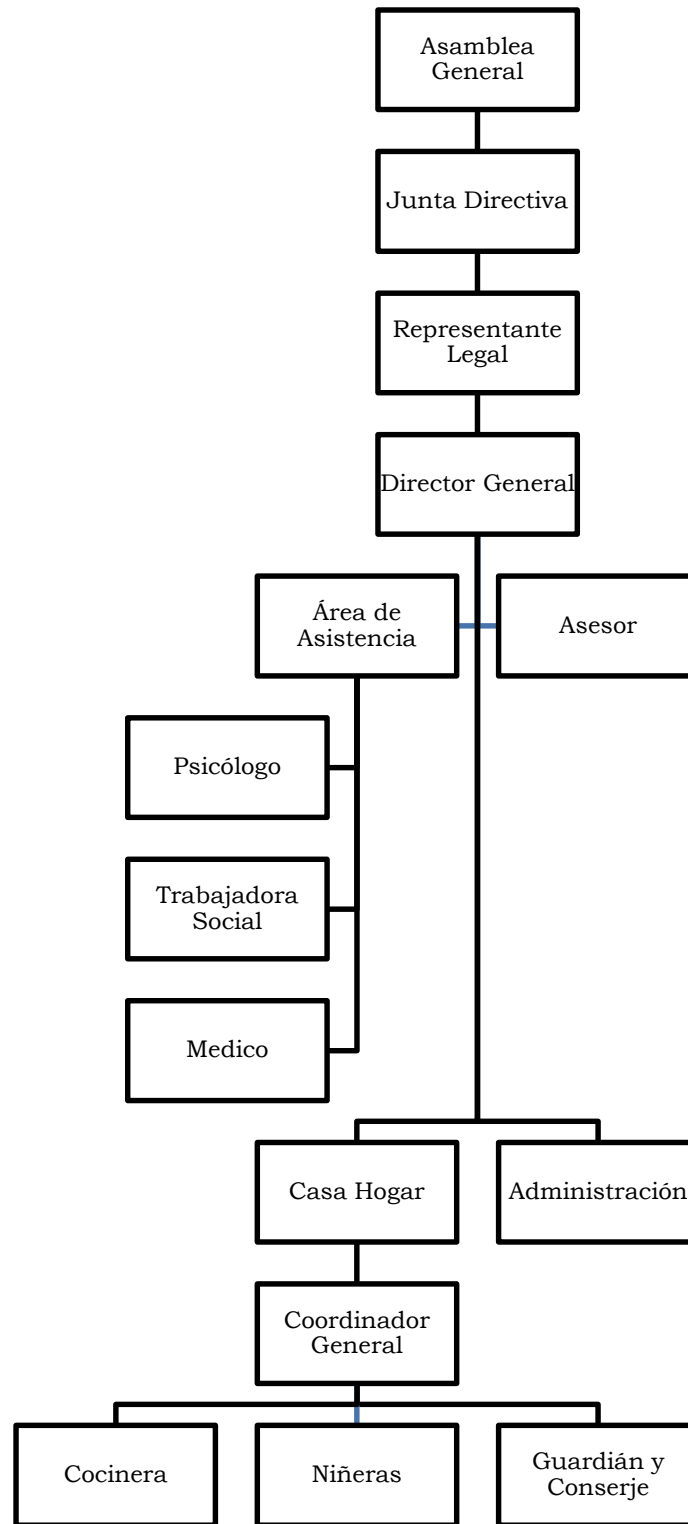 Asamblea
General
Junta Directiva
Representante
Legal
Director General
Área de
Asistencia
Asesor
Psicólogo
Trabajadora
Social
Medico
Casa Hogar
Administración
Coordinador
General
Cocinera
Niñeras
Guardián y
Conserje